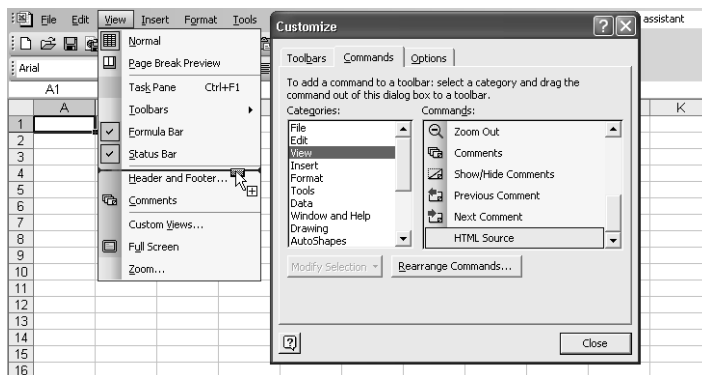 File Edit View Insert Format Tools
assistant
Arial
A1
A
K
1
2
3
4
5
6
7
8
9
10
11
12
13
14
15
16
Normal
Page Break Preview
Task Pane Ctrl+F1
Toolbars
Formula Bar
Status Bar
Header and Footer...
Comments
Custom Views...
Full Screen
Zoom...
Customize
Toolbars Commands Options
To add a command to a toolbar: select a category and drag the
command out of this dialog box to a toolbar.
Categories: Commands:
File
Edit
View
Insert
Format
Tools
Data
Window and Help
Drawing
AutoShapes
Zoom Out
Comments
Show/Hide Comments
Previous Comment
Next Comment
HTML Source
Modify Selection
Rearrange Commands...
Close